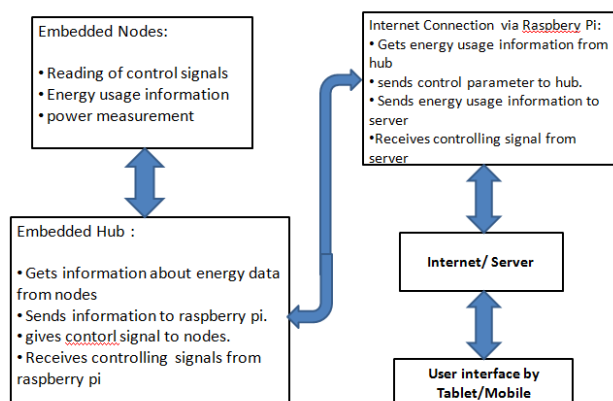 Embedded Nodes:
• Reading of control signals
• Energy usage information
• power measurement
Embedded Hub :
• Gets information about energy data
from nodes
• Sends information to raspberry pi.
• gives contorl signal to nodes.
• Receives controlling signals from
raspberry pi
Internet Connection via Raspbery Pi:
• Gets energy usage information from
hub
• sends control parameter to hub.
• Sends energy usage information to
server
•Receives controlling signal from
server
Internet/ Server
User interface by
Tablet/Mobile